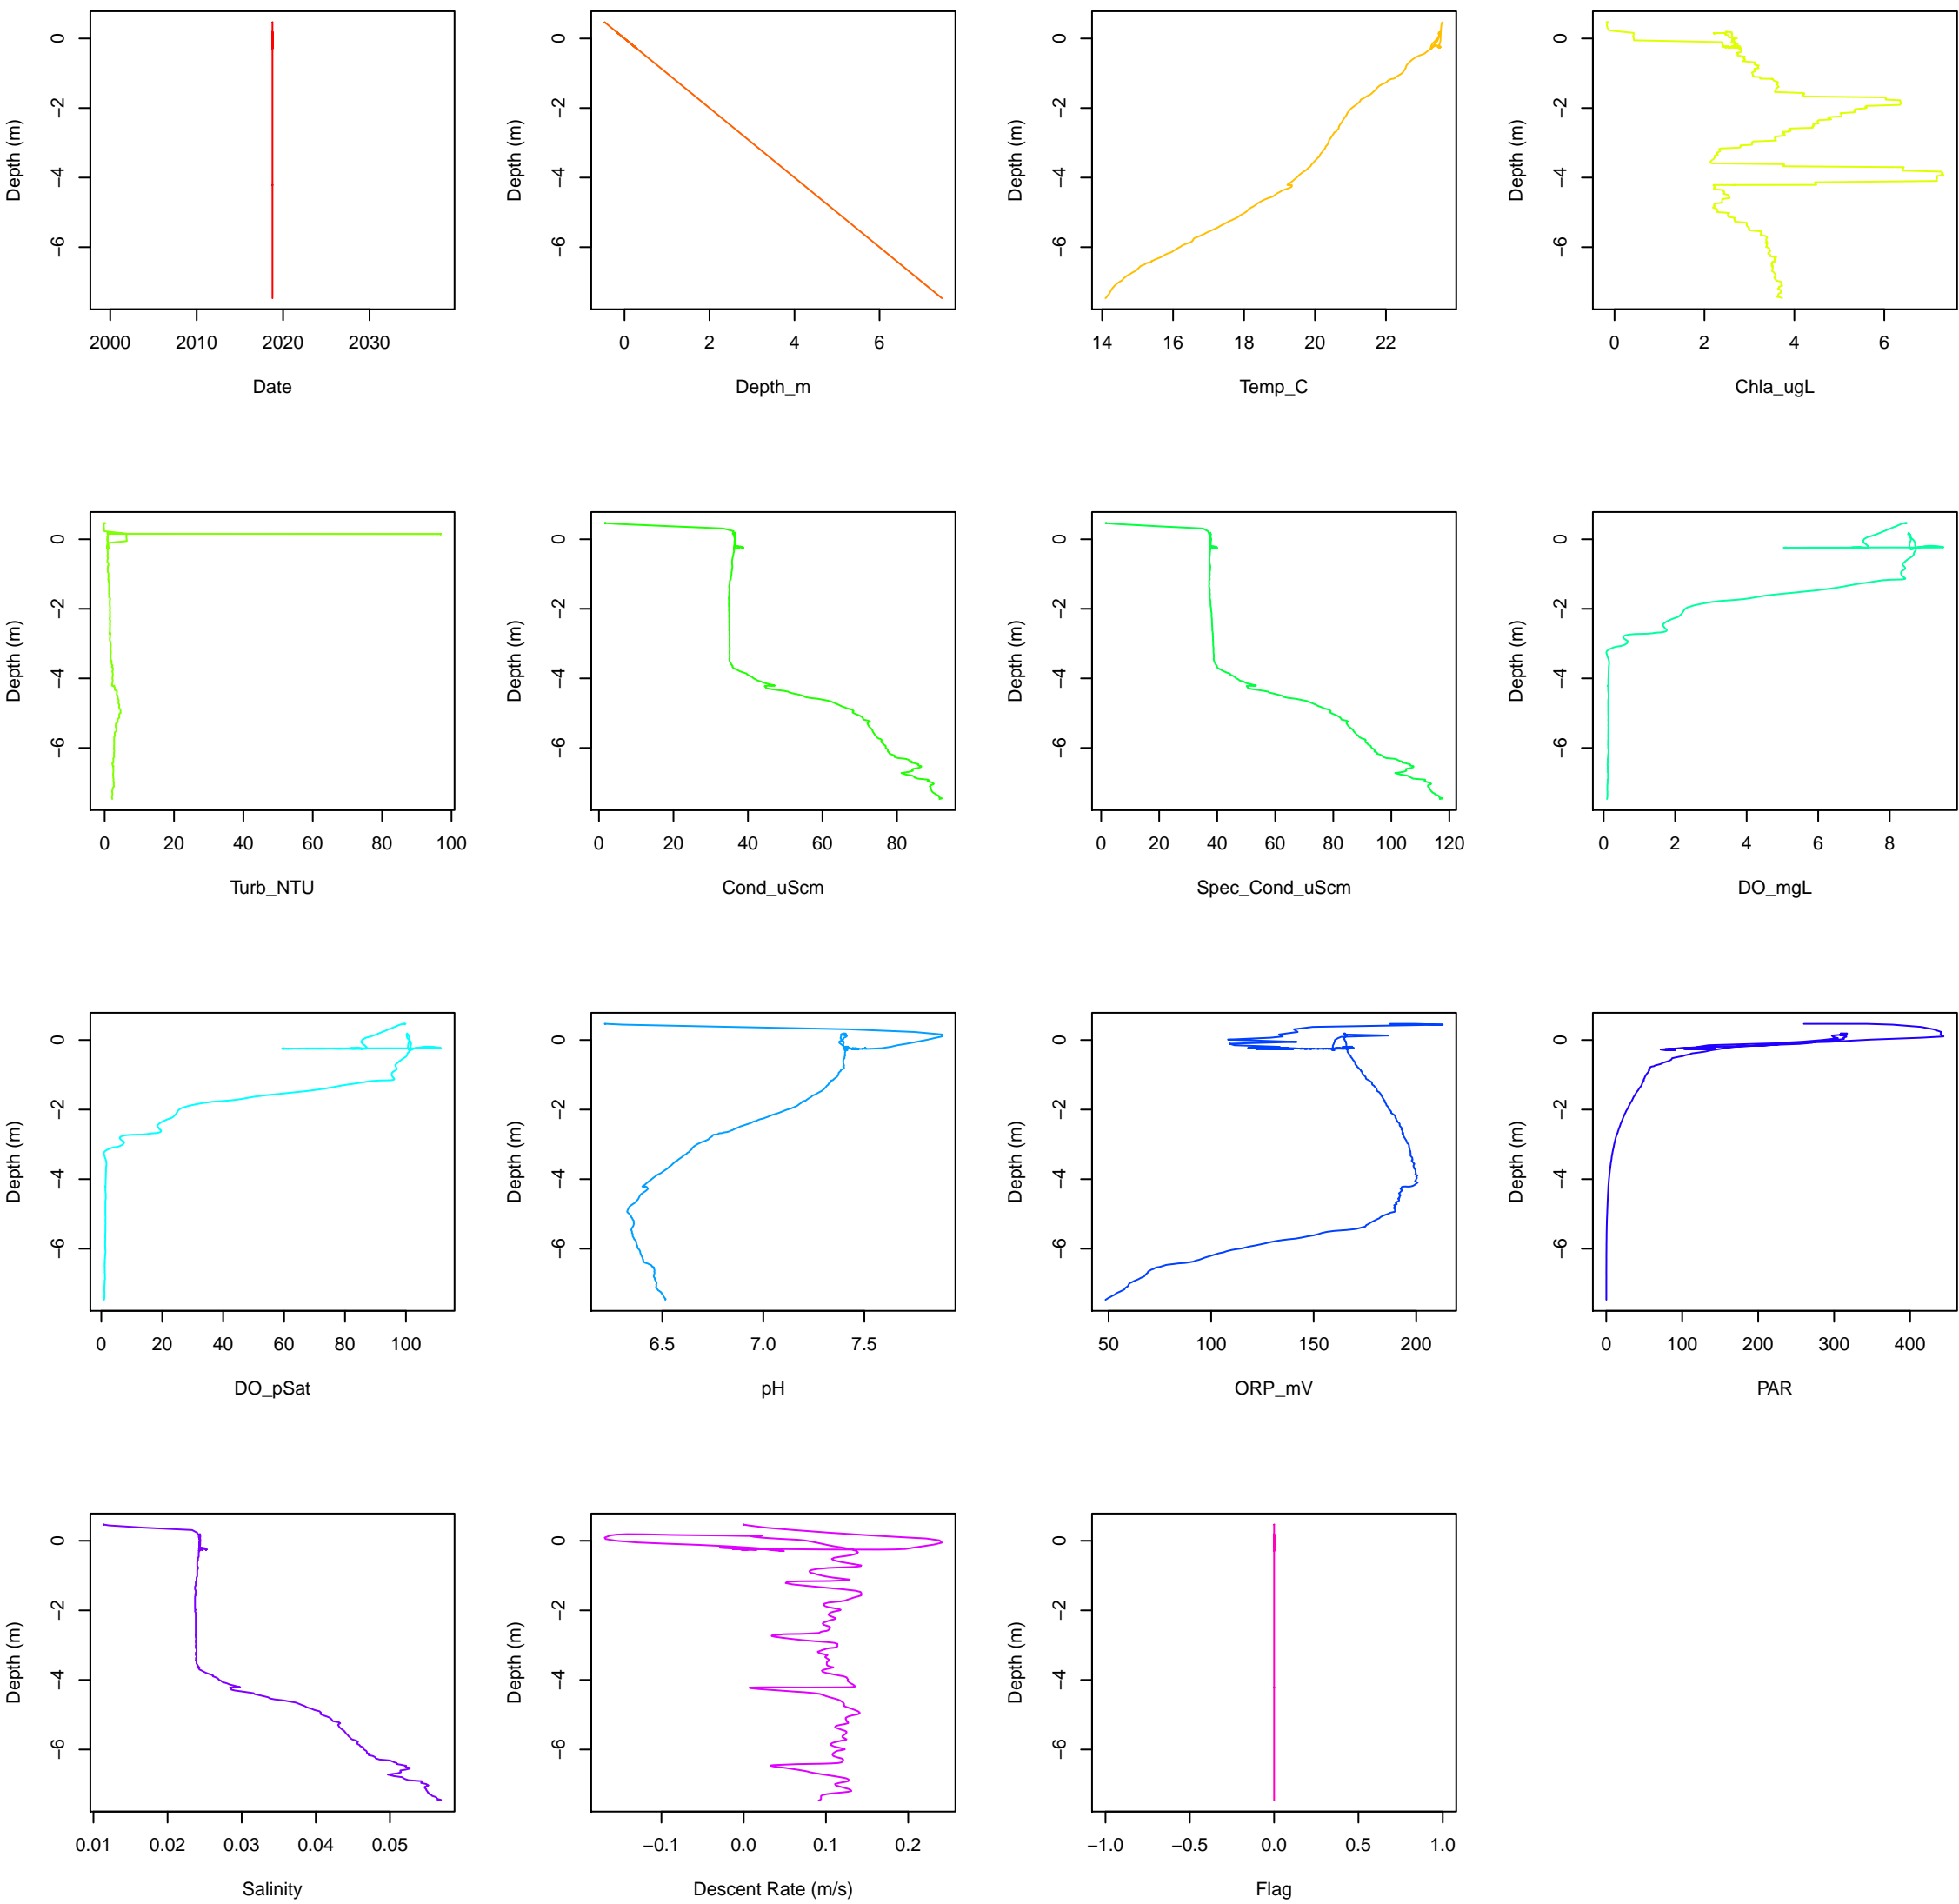 0 0 0 0
−2 −2 −2 −2
−4 −4 −4 −4
−6 −6 −6 −6
Depth (m) Depth (m) Depth (m) Depth (m)
2000 2010 2020 2030 0 2 4 6 14 16 18 20 22 0 2 4 6
Date Depth_m Temp_C Chla_ugL
0 0 0 0
−2 −2 −2 −2
−4 −4 −4 −4
−6 −6 −6 −6
Depth (m) Depth (m) Depth (m) Depth (m)
0 20 40 60 80 100 0 20 40 60 80 0 20 40 60 80 100 120 0 2 4 6 8
Turb_NTU Cond_uScm Spec_Cond_uScm DO_mgL
0 0 0 0
−2 −2 −2 −2
−4 −4 −4 −4
−6 −6 −6 −6
Depth (m) Depth (m) Depth (m) Depth (m)
0 20 40 60 80 100 6.5 7.0 7.5 50 100 150 200 0 100 200 300 400
DO_pSat pH ORP_mV PAR
0 0 0
−2 −2 −2
−4 −4 −4
−6 −6 −6
Depth (m) Depth (m) Depth (m)
0.01 0.02 0.03 0.04 0.05 −0.1 0.0 0.1 0.2 −1.0 −0.5 0.0 0.5 1.0
Salinity Descent Rate (m/s) Flag